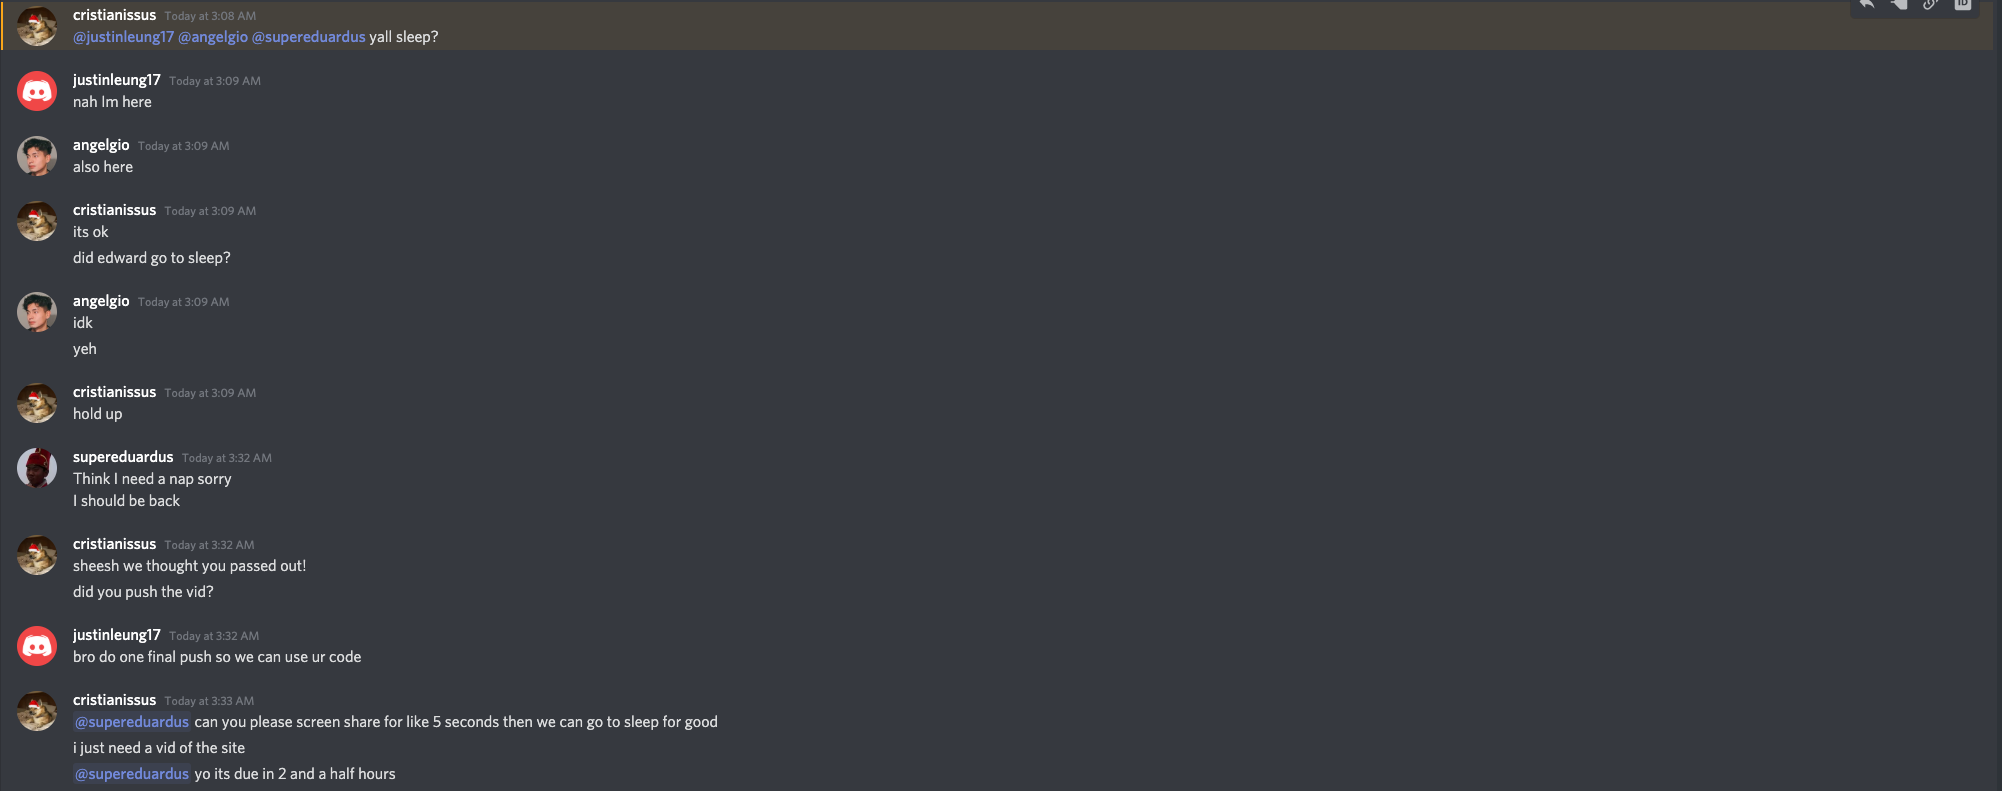 cristianissus Today at 3:08 AM
@justinleung17 @angelgio @supereduardus yall sleep?
justinleung17 Today at 3:09 AM
nah Im here
angelgio Today at 3:09 AM
also here
cristianissus Today at 3:09 AM
its ok
did edward go to sleep?
angelgio Today at 3:09 AM
idk
yeh
cristianissus Today at 3:09 AM
hold up
supereduardus Today at 3:32 AM
Think I need a nap sorry
I should be back
cristianissus Today at 3:32 AM
sheesh we thought you passed out!
did you push the vid?
justinleung17 Today at 3:32 AM
bro do one final push so we can use ur code
cristianissus Today at 3:33 AM
@supereduardus can you please screen share for like 5 seconds then we can go to sleep for good
i just need a vid of the site
@supereduardus yo its due in 2 and a half hours